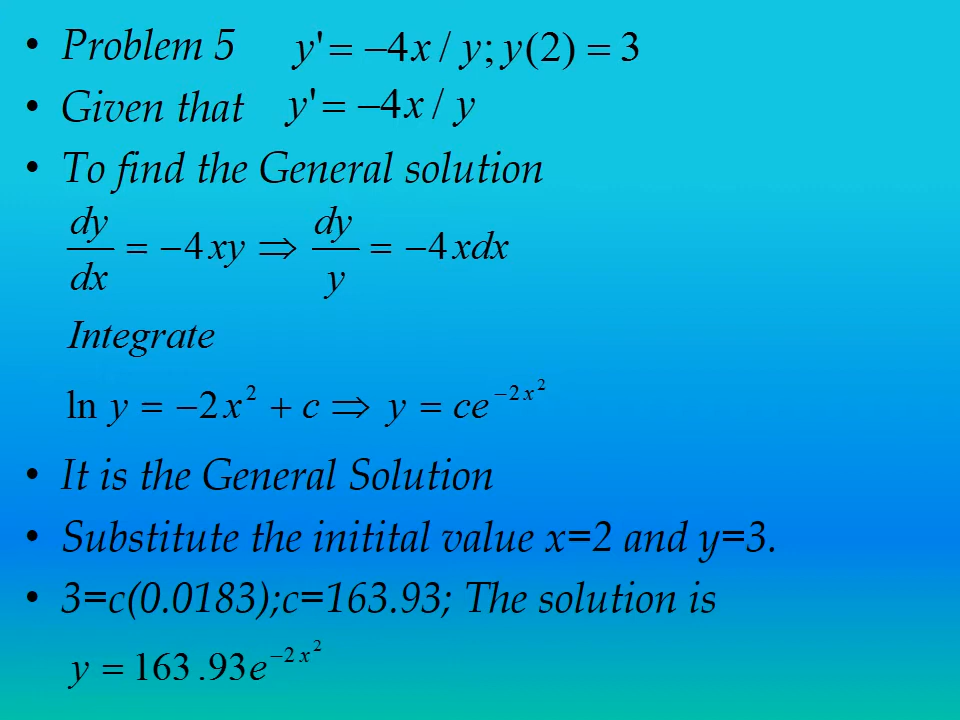 • Problem 5 y' = −4x / y; y(2) = 3
• Given that y' = −4x / y
• To find the General solution
dy/dx = −4xy ⇒ dy/y = −4xdx
Integrate
ln y = −2x² + c ⇒ y = ce^(−2x²)
• It is the General Solution
• Substitute the initital value x=2 and y=3.
• 3=c(0.0183);c=163.93; The solution is
y = 163.93e^(−2x²)